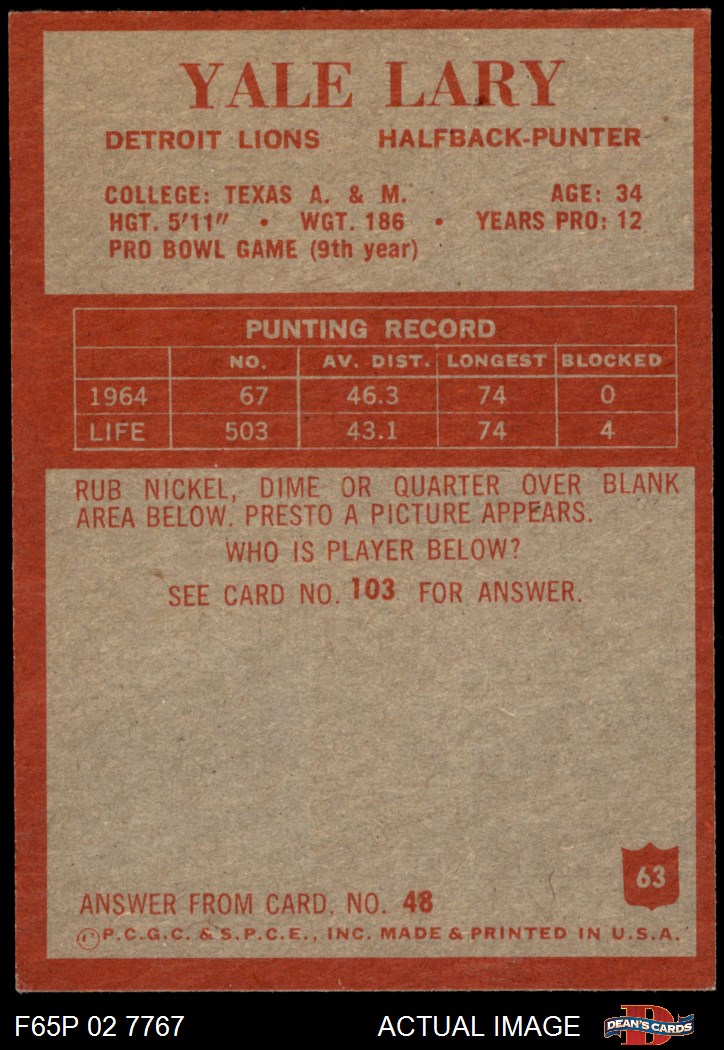 YALE LARY
DETROIT LIONS HALFBACK-PUNTER
COLLEGE: TEXAS A. & M. AGE: 34
HGT. 5'11" • WGT. 186 • YEARS PRO: 12
PRO BOWL GAME (9th year)
PUNTING RECORD
NO. AV. DIST. LONGEST BLOCKED
1964 67 46.3 74 0
LIFE 503 43.1 74 4
RUB NICKEL, DIME OR QUARTER OVER BLANK
AREA BELOW. PRESTO A PICTURE APPEARS.
WHO IS PLAYER BELOW?
SEE CARD NO. 103 FOR ANSWER.
63
ANSWER FROM CARD, NO. 48
©P.C.G.C. & S.P.C.E., INC. MADE & PRINTED IN U.S.A.
F65P 02 7767 ACTUAL IMAGE D DEAN'S CARDS